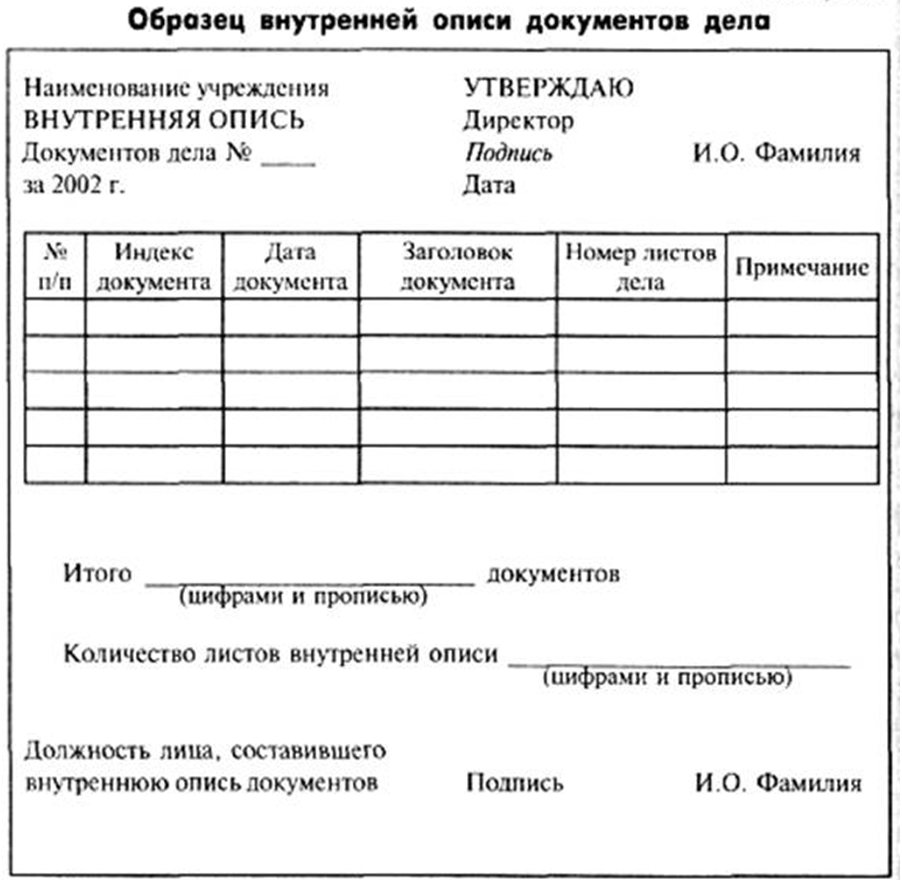 Образец внутренней описи документов дела
Наименование учреждения УТВЕРЖДАЮ
ВНУТРЕННЯЯ ОПИСЬ Директор
Документов дела № ____ Подпись И.О. Фамилия
за 2002 г. Дата
№ Индекс Дата Заголовок Номер листов Примечание
п/п документа документа документа дела
Итого ____ документов
(цифрами и прописью)
Количество листов внутренней описи ____
(цифрами и прописью)
Должность лица, составившего
внутреннюю опись документов Подпись И.О. Фамилия